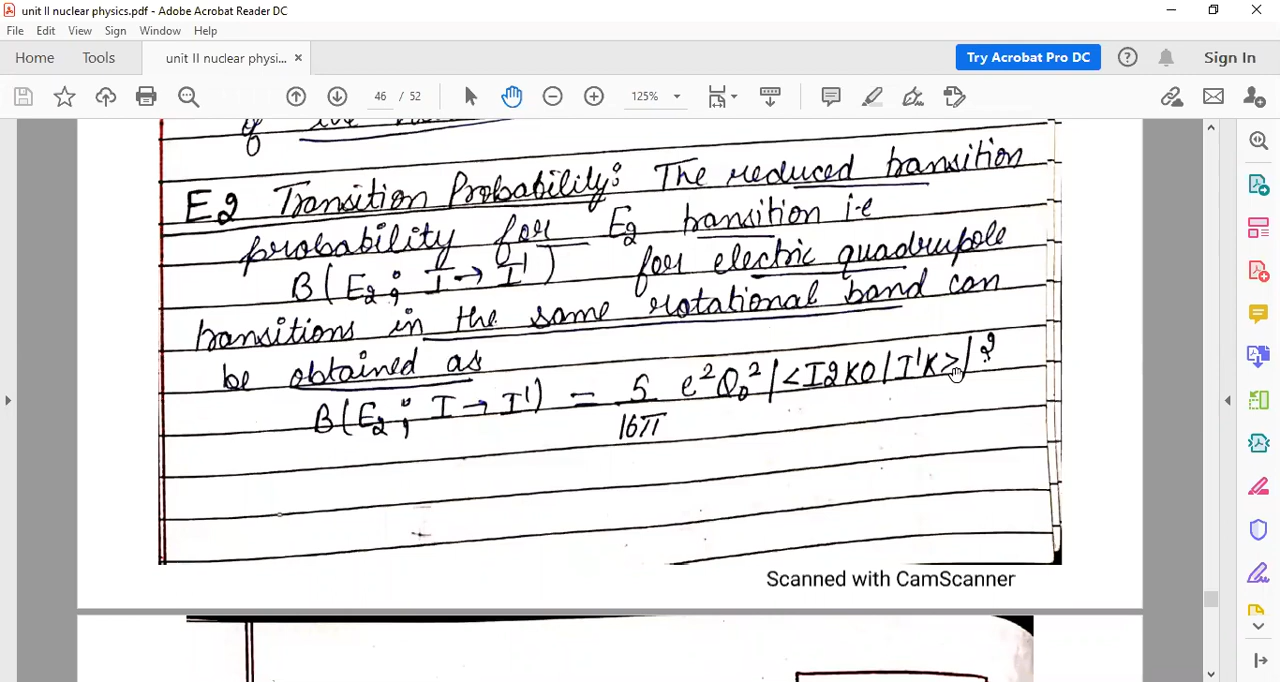 unit II nuclear physics.pdf - Adobe Acrobat Reader DC
File Edit View Sign Window Help
Home Tools unit II nuclear physi... ×
Try Acrobat Pro DC
Sign In
46 / 52
125%
of
E2 Transition Probability: The reduced transition
probability for E2 transition i.e
B(E2; I → I') for electric quadrupole
transitions in the same rotational band can
be obtained as
B(E2; I → I') = 5/16π e²Q₀²|<I2K0|I'K>|²
Scanned with CamScanner